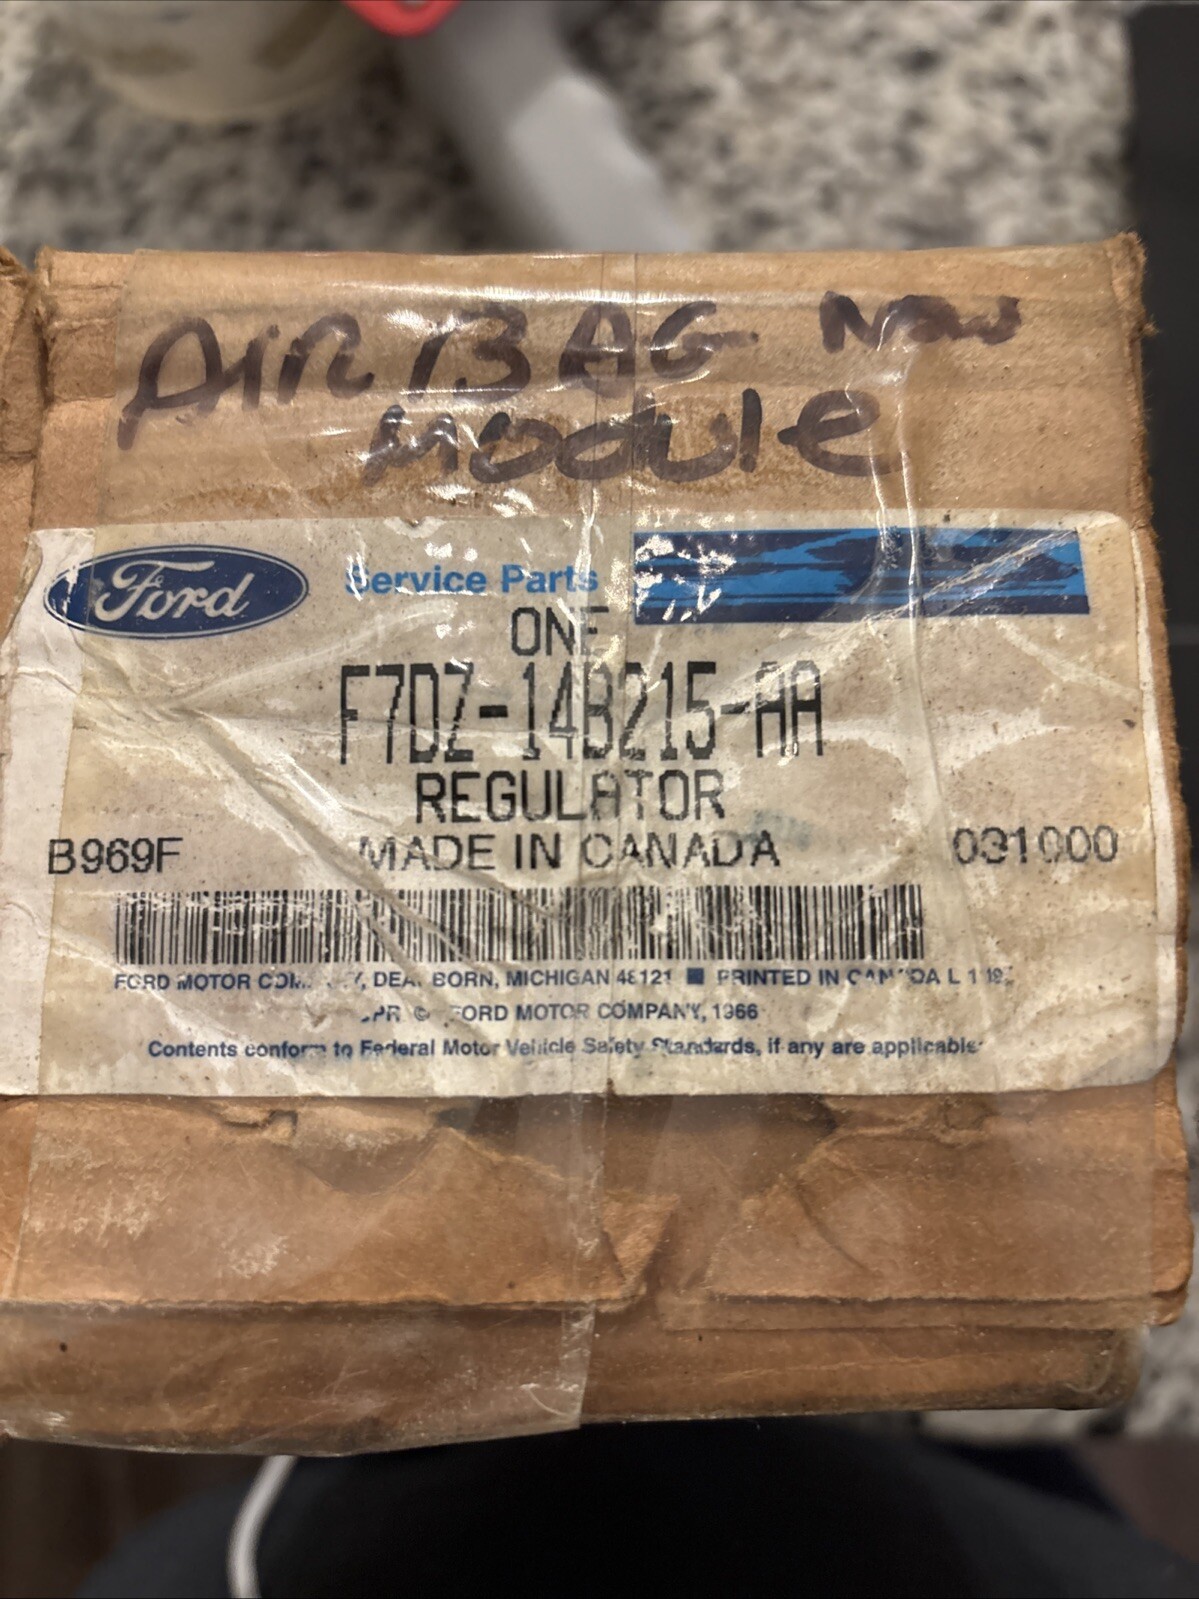 AIR BAG New
Module
Ford Service Parts
ONE
F7DZ-14B215-AA
REGULATOR
B969F MADE IN CANADA 031000
FORD MOTOR DEARBORN, MICHIGAN 48121 ■ PRINTED IN CANADA
CPR © FORD MOTOR COMPANY, 1966
Contents conform to Federal Motor Vehicle Safety Standards, if any are applicable